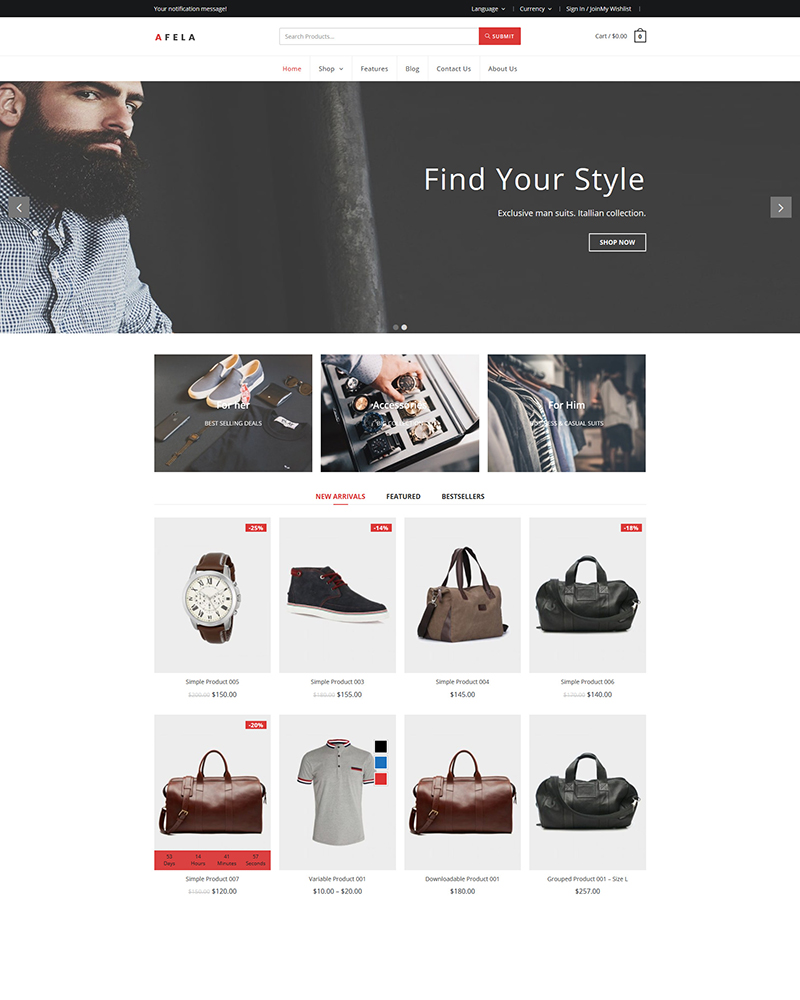 Your notification message!
Language
Currency
Sign In / Join
My Wishlist
AFELA
Search Products...
SUBMIT
Cart / $0.00
0
Home
Shop
Features
Blog
Contact Us
About Us
Find Your Style
Exclusive man suits. Itallian collection.
SHOP NOW
For her
BEST SELLING DEALS
Accessories
BIG COLLECTION
For Him
& CASUAL SUITS
NEW ARRIVALS
FEATURED
BESTSELLERS
-25%
-14%
-18%
Simple Product 005
$200.00 $150.00
Simple Product 003
$180.00 $155.00
Simple Product 004
$145.00
Simple Product 006
$170.00 $140.00
-20%
53 Days
14 Hours
41 Minutes
57 Seconds
Simple Product 007
$150.00 $120.00
Variable Product 001
$10.00 – $20.00
Downloadable Product 001
$180.00
Grouped Product 001 – Size L
$257.00